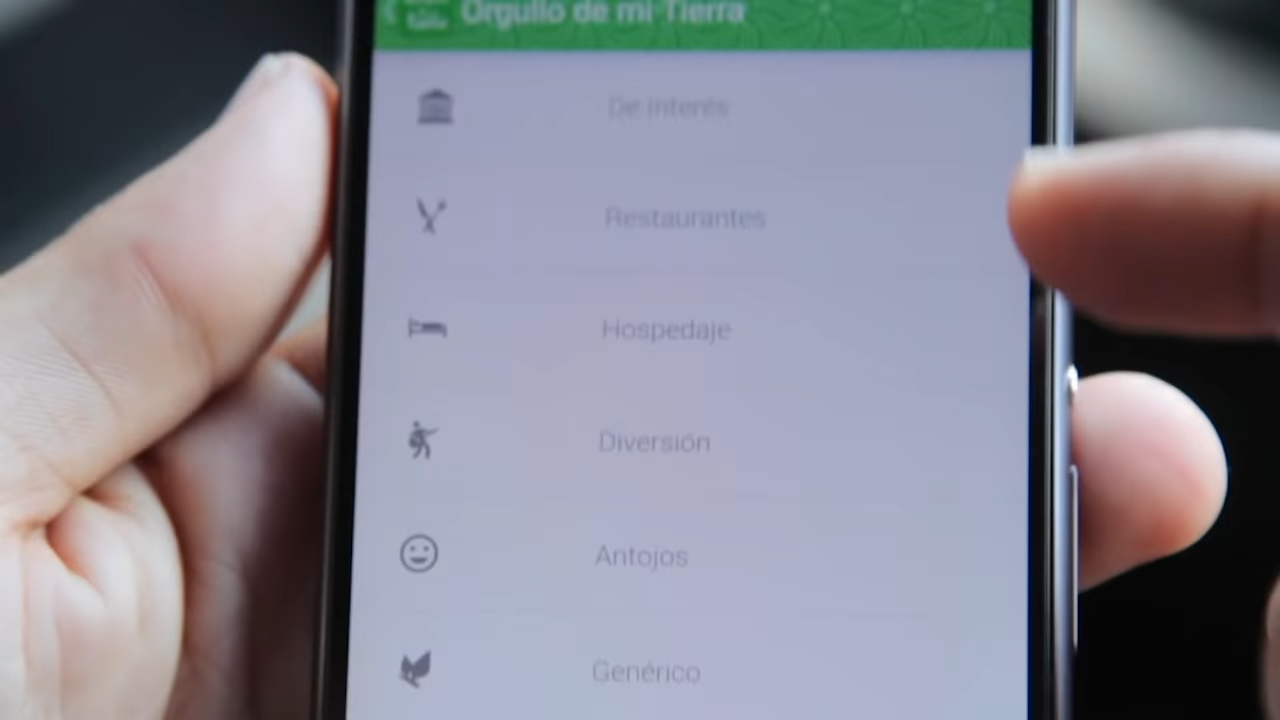 Orgullo de mi Tierra
De Interés
Restaurantes
Hospedaje
Diversión
Antojos
Genérico